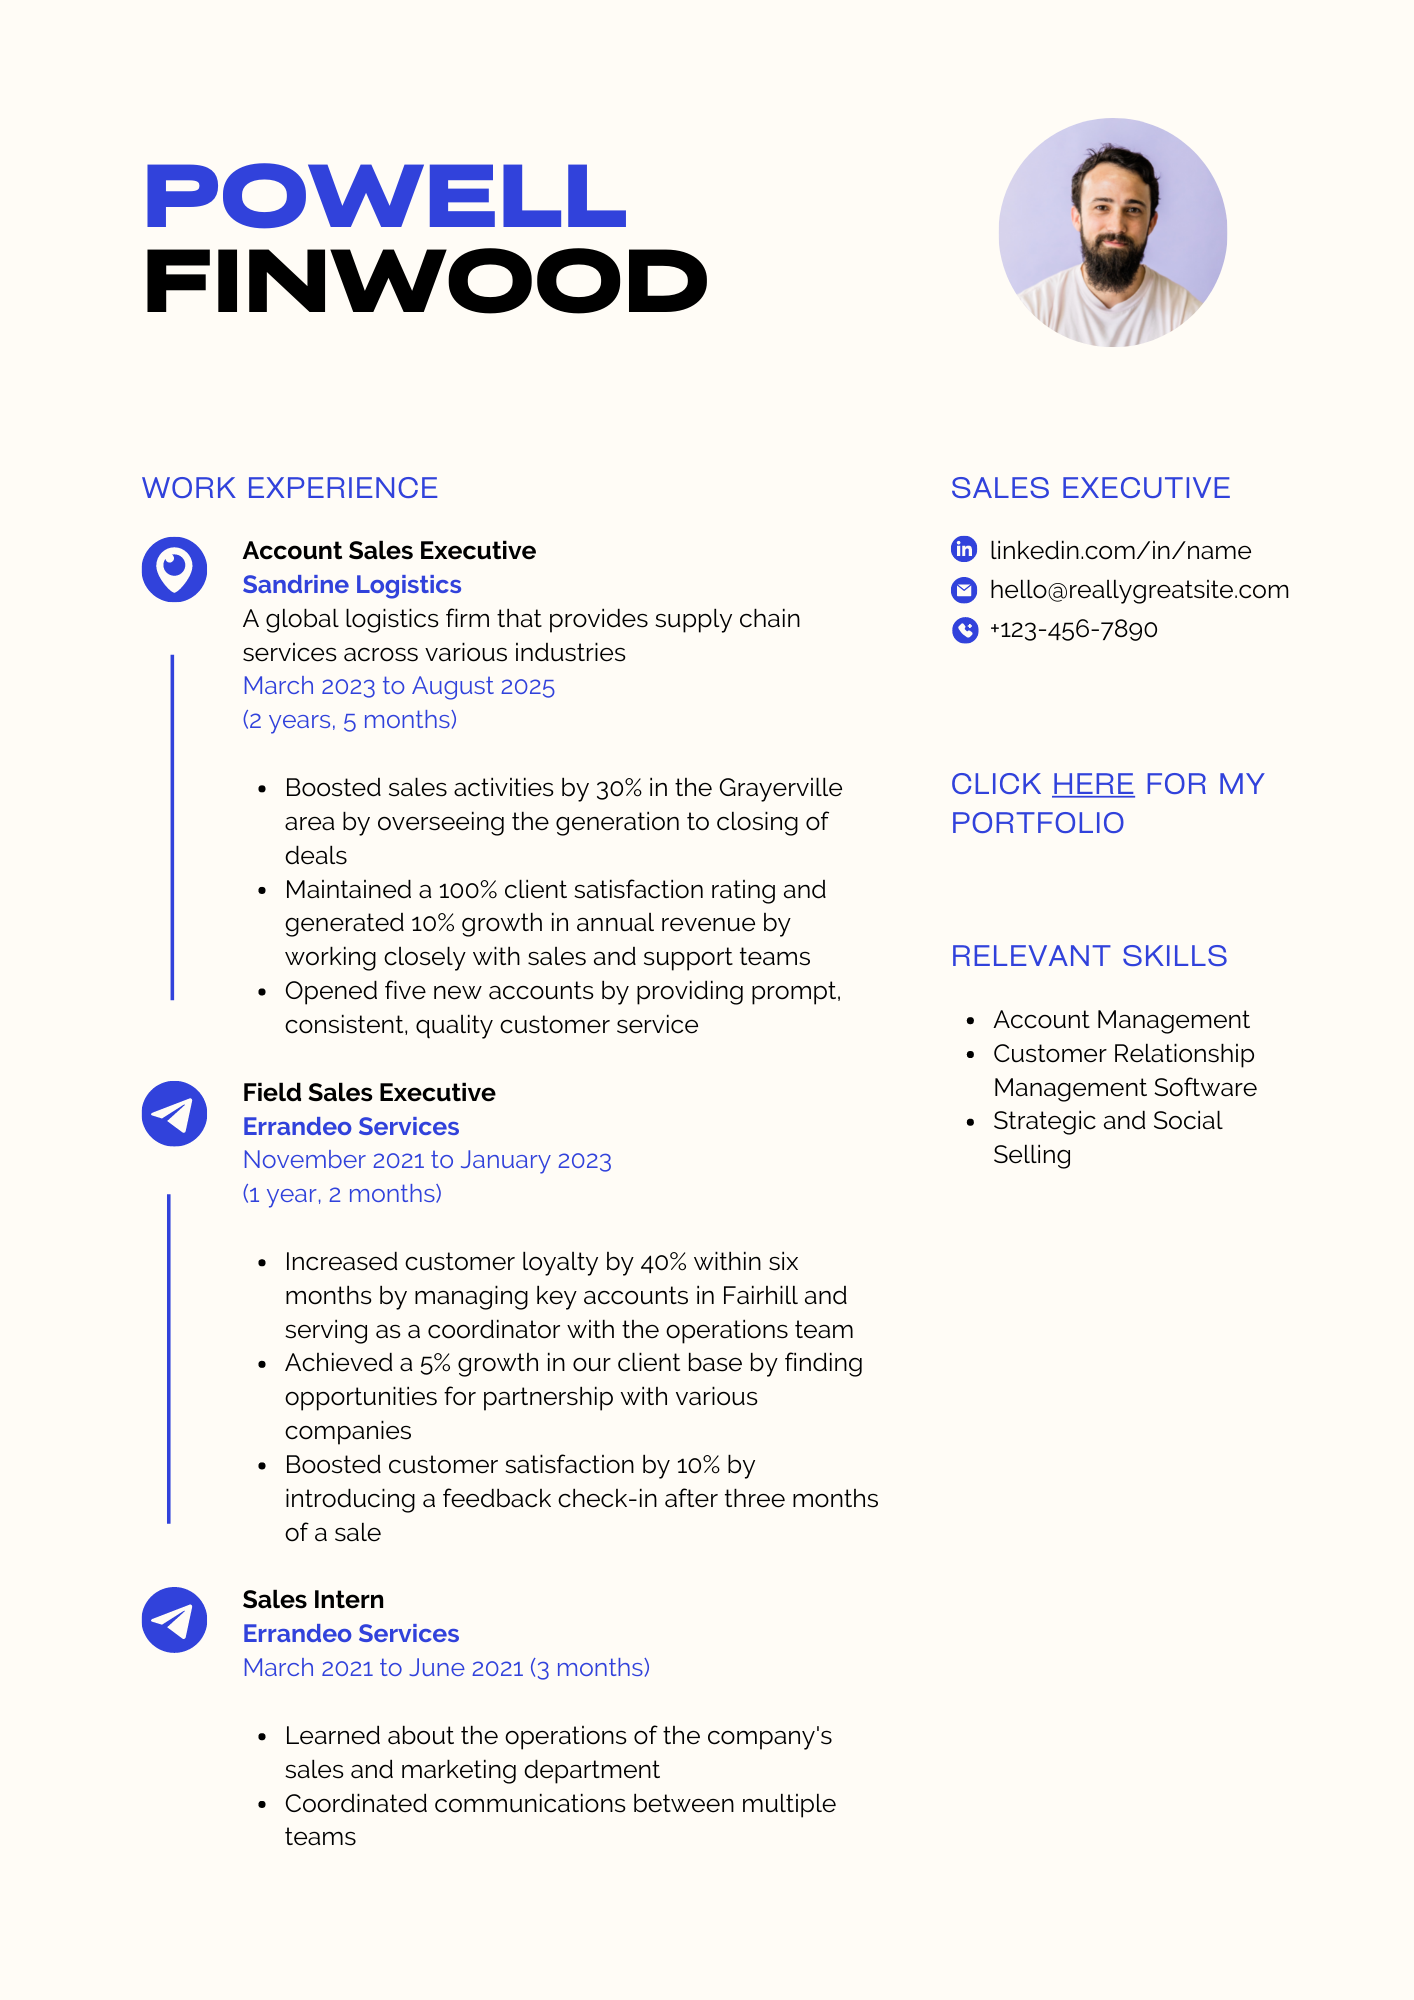 POWELL
FINWOOD
WORK EXPERIENCE
Account Sales Executive
Sandrine Logistics
A global logistics firm that provides supply chain
services across various industries
March 2023 to August 2025
(2 years, 5 months)
• Boosted sales activities by 30% in the Grayerville
area by overseeing the generation to closing of
deals
• Maintained a 100% client satisfaction rating and
generated 10% growth in annual revenue by
working closely with sales and support teams
• Opened five new accounts by providing prompt,
consistent, quality customer service
Field Sales Executive
Errandeo Services
November 2021 to January 2023
(1 year, 2 months)
• Increased customer loyalty by 40% within six
months by managing key accounts in Fairhill and
serving as a coordinator with the operations team
• Achieved a 5% growth in our client base by finding
opportunities for partnership with various
companies
• Boosted customer satisfaction by 10% by
introducing a feedback check-in after three months
of a sale
Sales Intern
Errandeo Services
March 2021 to June 2021 (3 months)
• Learned about the operations of the company's
sales and marketing department
• Coordinated communications between multiple
teams
SALES EXECUTIVE
in linkedin.com/in/name
hello@reallygreatsite.com
+123-456-7890
CLICK HERE FOR MY
PORTFOLIO
RELEVANT SKILLS
• Account Management
• Customer Relationship
Management Software
• Strategic and Social
Selling